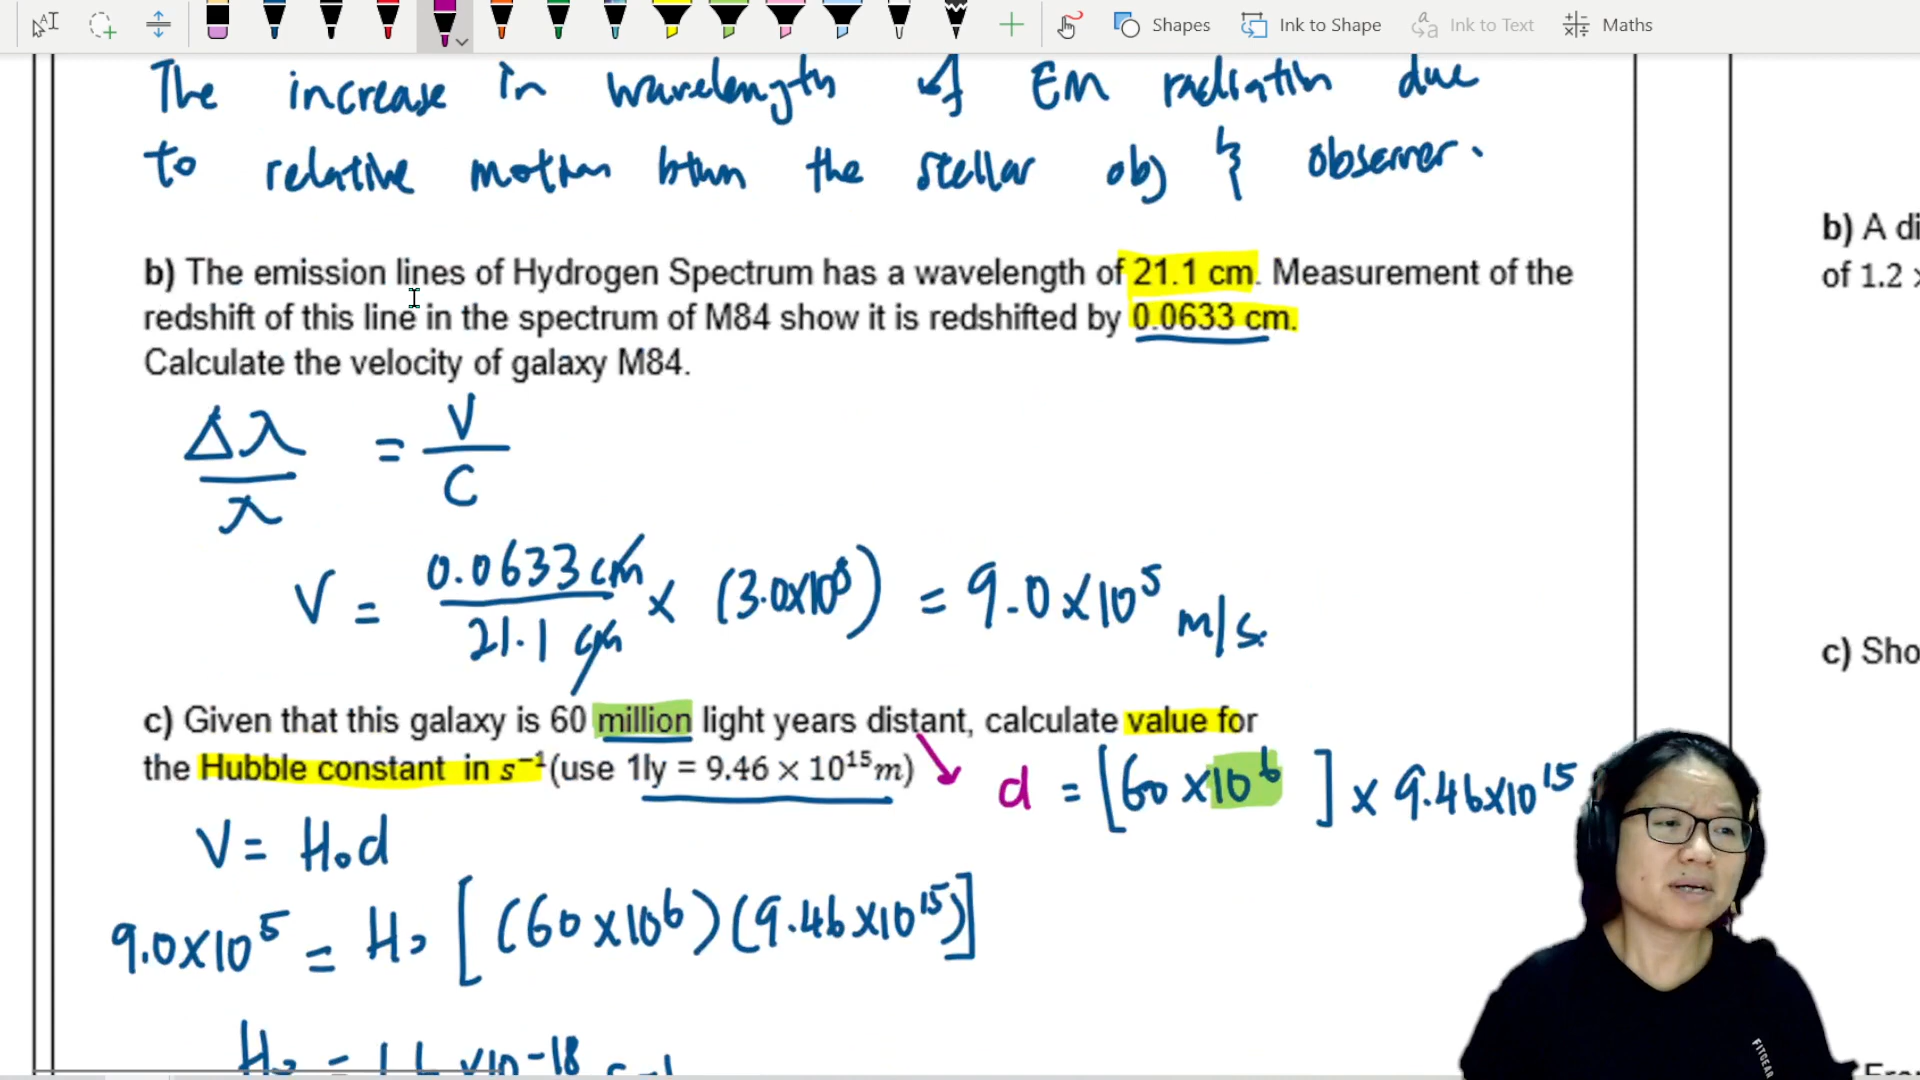 Shapes Ink to Shape Ink to Text Maths
The increase in wavelength of EM radiation due
to relative motion btwn the stellar obj & observer.
b) The emission lines of Hydrogen Spectrum has a wavelength of 21.1 cm. Measurement of the
redshift of this line in the spectrum of M84 show it is redshifted by 0.0633 cm.
Calculate the velocity of galaxy M84.
Δλ/λ = V/C
V = 0.0633 cm/21.1 cm × (3.0×10⁸) = 9.0×10⁵ m/s.
c) Given that this galaxy is 60 million light years distant, calculate value for
the Hubble constant in s⁻¹(use 1ly = 9.46 × 10¹⁵m)
d = [60 ×10⁶ ] × 9.46×10¹⁵
V = H₀d
9.0×10⁵ = H₀ [(60 ×10⁶)(9.46×10¹⁵)]
b) A di
of 1.2 ×
c) Sho
FITGEAR